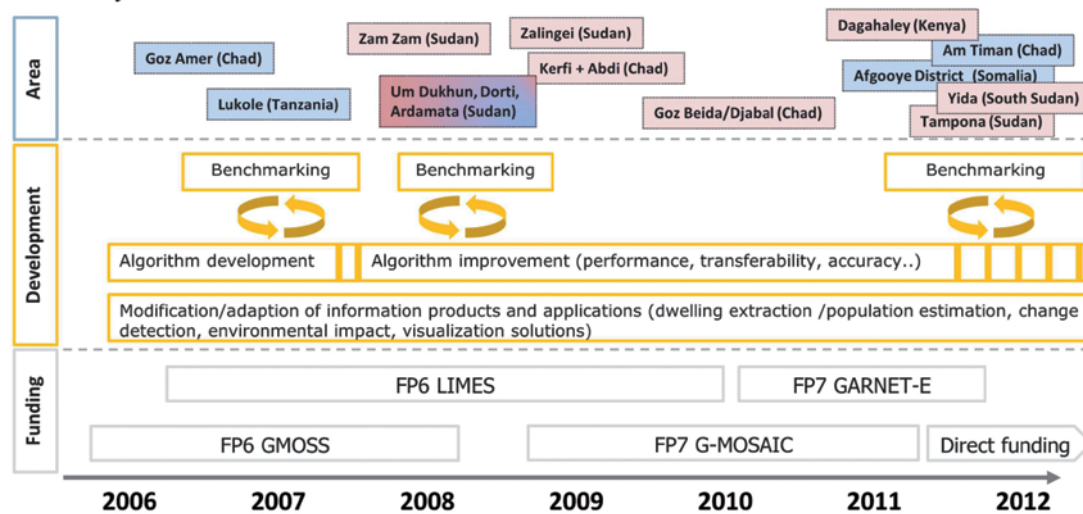 Area
Goz Amer (Chad)
Lukole (Tanzania)
Zam Zam (Sudan)
Um Dukhun, Dorti,
Ardamata (Sudan)
Zalingei (Sudan)
Kerfi + Abdi (Chad)
Goz Beida/Djabal (Chad)
Dagahaley (Kenya)
Am Timan (Chad)
Afgooye District (Somalia)
Yida (South Sudan)
Tampona (Sudan)
Development
Benchmarking
Benchmarking
Benchmarking
Algorithm development
Algorithm improvement (performance, transferability, accuracy..)
Modification/adaption of information products and applications (dwelling extraction /population estimation, change
detection, environmental impact, visualization solutions)
Funding
FP6 LIMES
FP7 GARNET-E
FP6 GMOSS
FP7 G-MOSAIC
Direct funding
2006 2007 2008 2009 2010 2011 2012